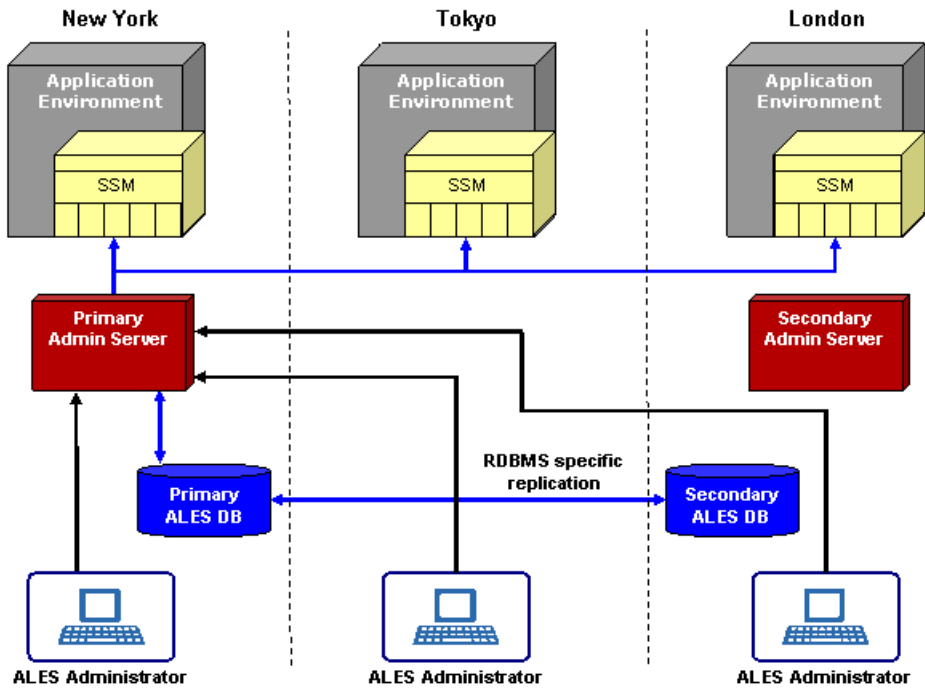 New York
Tokyo
London
Application
Environment
SSM
Application
Environment
SSM
Application
Environment
SSM
Primary
Admin Server
Secondary
Admin Server
RDBMS specific
replication
Primary
ALES DB
Secondary
ALES DB
ALES Administrator
ALES Administrator
ALES Administrator